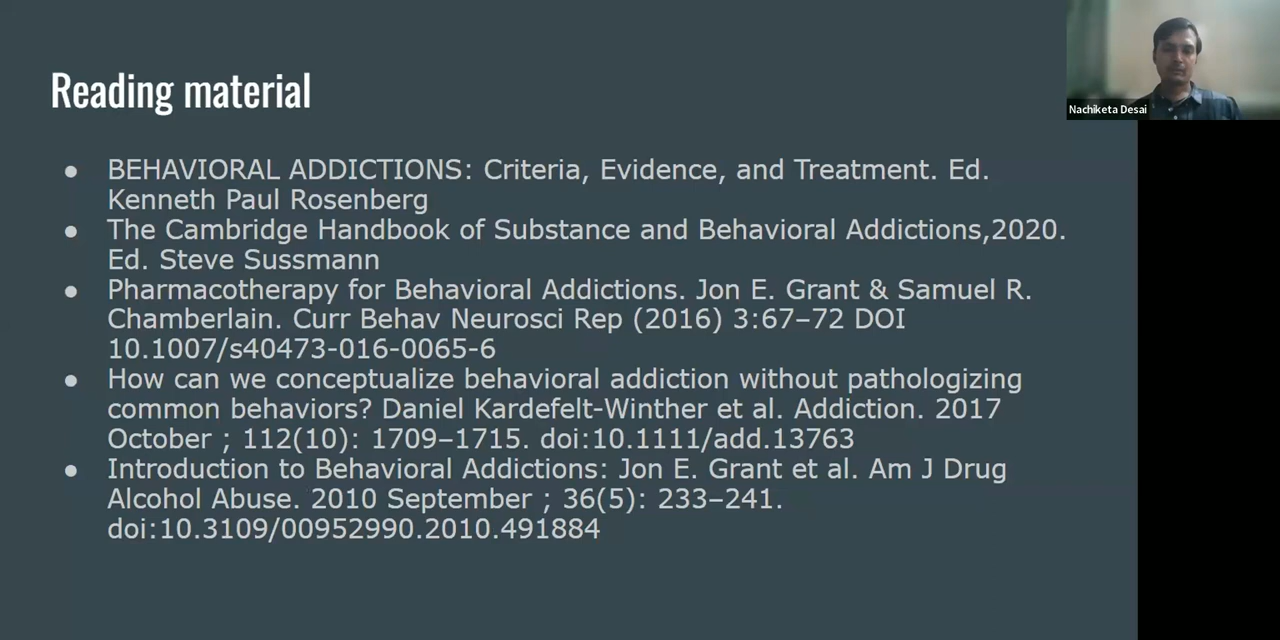 Reading material
Nachiketa Desai
BEHAVIORAL ADDICTIONS: Criteria, Evidence, and Treatment. Ed.
Kenneth Paul Rosenberg
The Cambridge Handbook of Substance and Behavioral Addictions,2020.
Ed. Steve Sussmann
Pharmacotherapy for Behavioral Addictions. Jon E. Grant & Samuel R.
Chamberlain. Curr Behav Neurosci Rep (2016) 3:67–72 DOI
10.1007/s40473-016-0065-6
How can we conceptualize behavioral addiction without pathologizing
common behaviors? Daniel Kardefelt-Winther et al. Addiction. 2017
October ; 112(10): 1709–1715. doi:10.1111/add.13763
Introduction to Behavioral Addictions: Jon E. Grant et al. Am J Drug
Alcohol Abuse. 2010 September ; 36(5): 233–241.
doi:10.3109/00952990.2010.491884